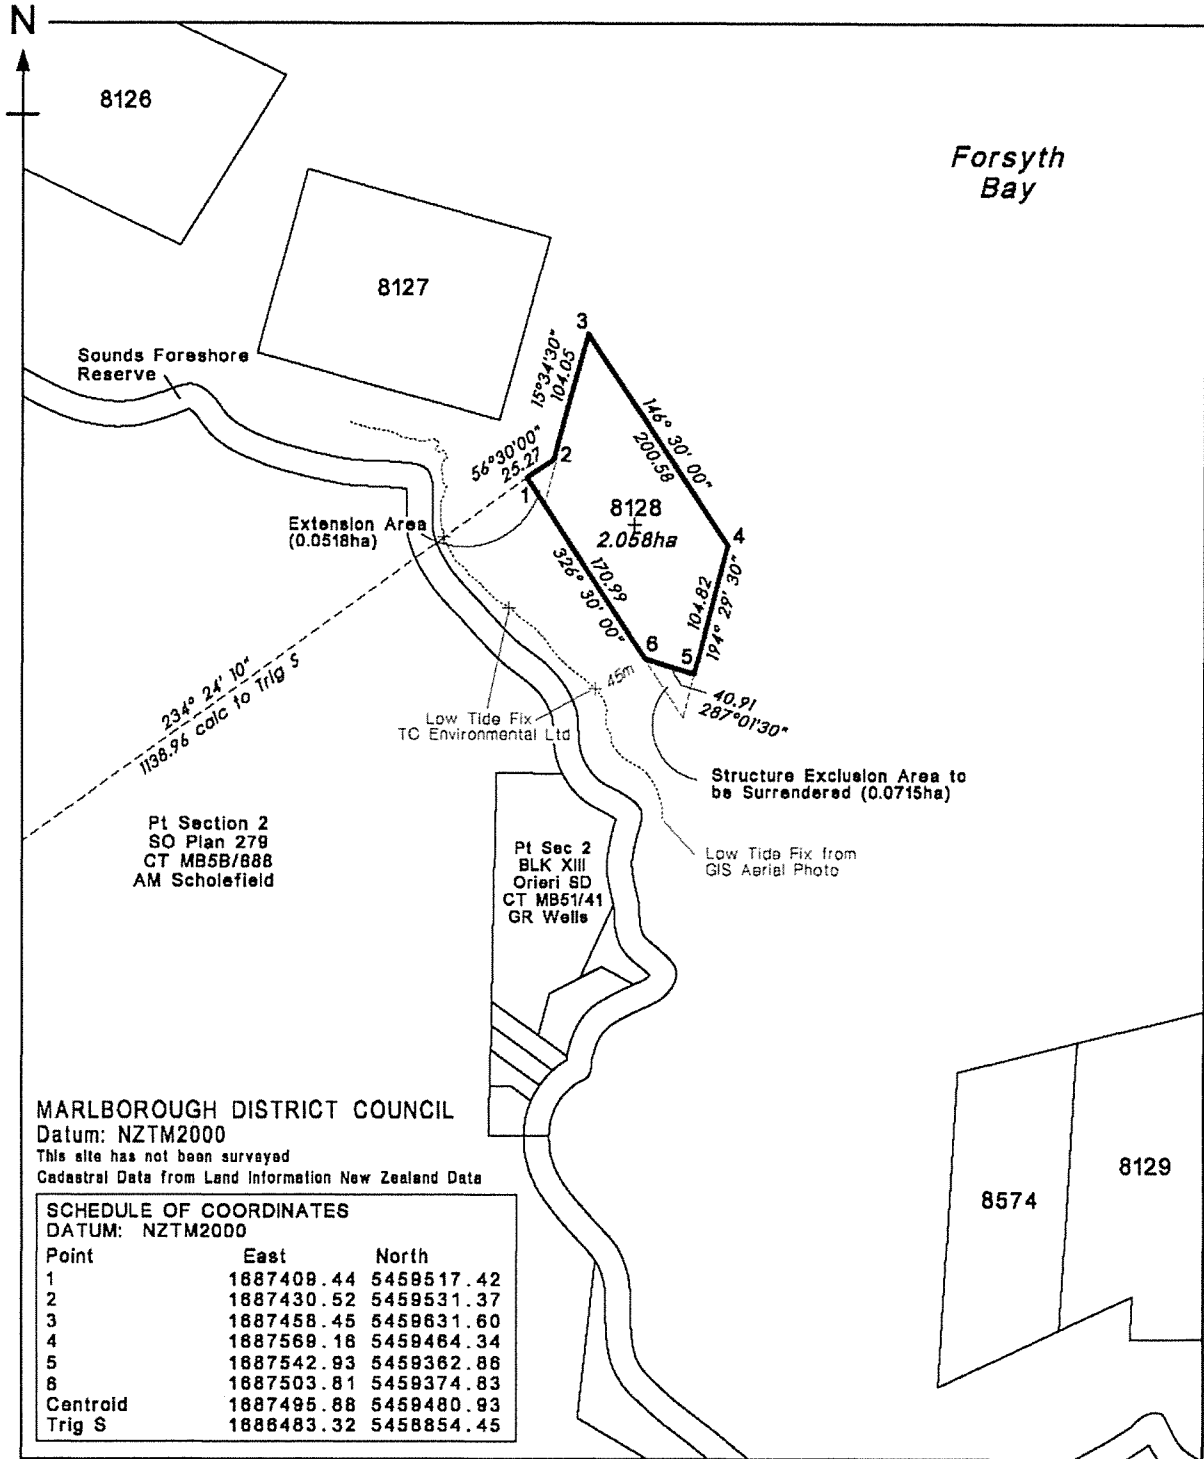 N
8126
Forsyth
Bay
8127
3
Sounds Foreshore
Reserve
15°34'30"
104.05
146° 30' 00"
200.58
56°30'00"
25.27
2
1
8128
2.058ha
Extension Area
(0.0518ha)
4
170.99
326° 30' 00"
104.82
194° 29' 30"
6
5
45m
40.91
287°01'30"
234° 24' 10"
1138.96 calc to Trig S
Low Tide Fix
TC Environmental Ltd
Structure Exclusion Area to
be Surrendered (0.0715ha)
Pt Section 2
SO Plan 279
CT MB5B/888
AM Scholefield
Pt Sec 2
BLK XIII
Orieri SD
CT MB51/41
GR Wells
Low Tide Fix from
GIS Aerial Photo
MARLBOROUGH DISTRICT COUNCIL
Datum: NZTM2000
This site has not been surveyed
Cadastral Data from Land Information New Zealand Data
8129
8574
SCHEDULE OF COORDINATES
DATUM: NZTM2000
Point East North
1 1687409.44 5459517.42
2 1687430.52 5459531.37
3 1687458.45 5459631.60
4 1687569.16 5459464.34
5 1687542.93 5459362.86
6 1687503.81 5459374.83
Centroid 1687495.88 5459480.93
Trig S 1686483.32 5458854.45